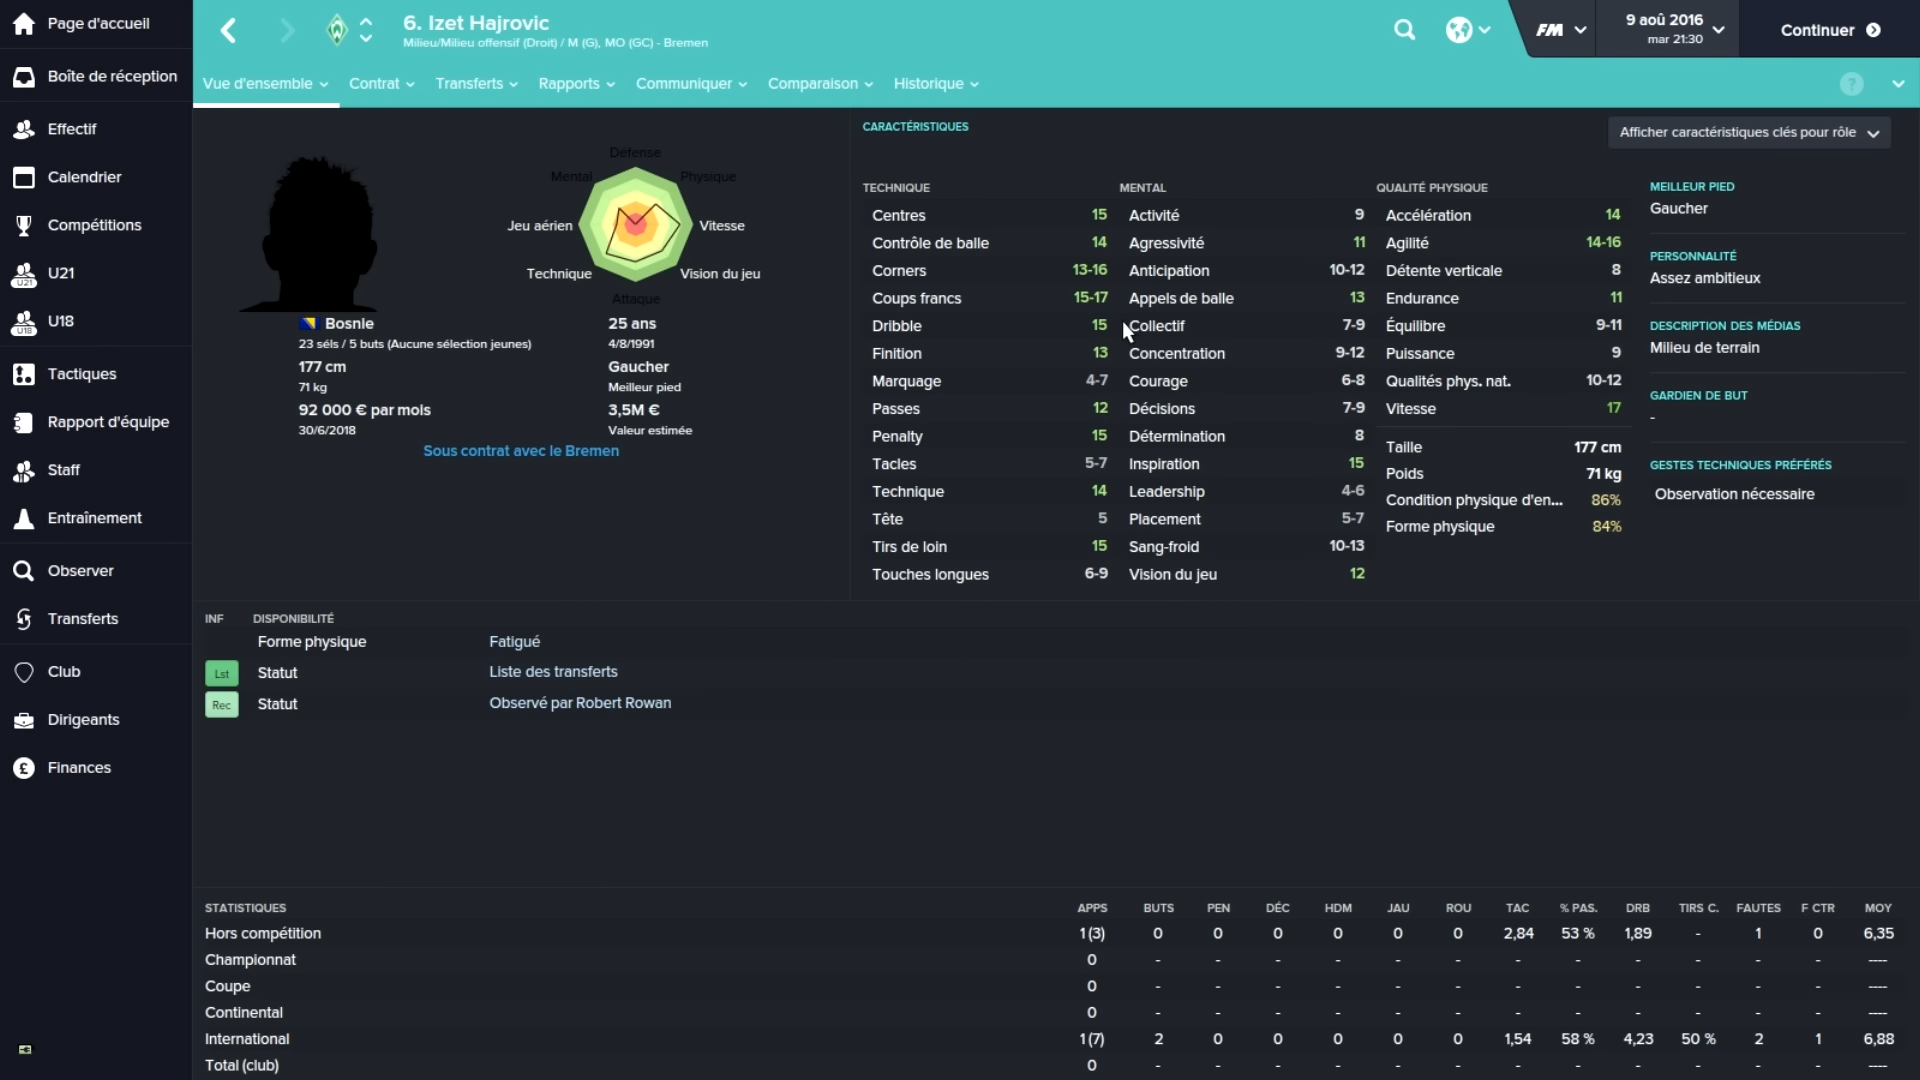 Page d'accueil
Boîte de réception
Effectif
Calendrier
Compétitions
U21
U21
U18
U18
Tactiques
Rapport d'équipe
Staff
Entraînement
Observer
Transferts
Club
Dirigeants
Finances
6. Izet Hajrovic
Milieu/Milieu offensif (Droit) / M (G), MO (GC) - Bremen
FM
9 aoû 2016
mar 21:30
Continuer
Vue d'ensemble Contrat Transferts Rapports Communiquer Comparaison Historique
?
Défense
Mental Physique
Jeu aérien Vitesse
Technique Vision du jeu
Attaque
Bosnie
23 séls / 5 buts (Aucune sélection jeunes)
177 cm
71 kg
92 000 € par mois
30/6/2018
25 ans
4/8/1991
Gaucher
Meilleur pied
3,5M €
Valeur estimée
Sous contrat avec le Bremen
CARACTÉRISTIQUES
Afficher caractéristiques clés pour rôle
TECHNIQUE
Centres 15
Contrôle de balle 14
Corners 13-16
Coups francs 15-17
Dribble 15
Finition 13
Marquage 4-7
Passes 12
Penalty 15
Tacles 5-7
Technique 14
Tête 5
Tirs de loin 15
Touches longues 6-9
MENTAL
Activité 9
Agressivité 11
Anticipation 10-12
Appels de balle 13
Collectif 7-9
Concentration 9-12
Courage 6-8
Décisions 7-9
Détermination 8
Inspiration 15
Leadership 4-6
Placement 5-7
Sang-froid 10-13
Vision du jeu 12
QUALITÉ PHYSIQUE
Accélération 14
Agilité 14-16
Détente verticale 8
Endurance 11
Équilibre 9-11
Puissance 9
Qualités phys. nat. 10-12
Vitesse 17
Taille 177 cm
Poids 71 kg
Condition physique d'en... 86%
Forme physique 84%
MEILLEUR PIED
Gaucher
PERSONNALITÉ
Assez ambitieux
DESCRIPTION DES MÉDIAS
Milieu de terrain
GARDIEN DE BUT
-
GESTES TECHNIQUES PRÉFÉRÉS
Observation nécessaire
INF DISPONIBILITÉ
Forme physique Fatigué
Lst Statut Liste des transferts
Rec Statut Observé par Robert Rowan
STATISTIQUES APPS BUTS PEN DÉC HDM JAU ROU TAC % PAS. DRB TIRS C. FAUTES F CTR MOY
Hors compétition 1 (3) 0 0 0 0 0 0 2,84 53 % 1,89 - 1 0 6,35
Championnat 0 - - - - - - - - - - - - ----
Coupe 0 - - - - - - - - - - - - ----
Continental 0 - - - - - - - - - - - - ----
International 1 (7) 2 0 0 0 0 0 1,54 58 % 4,23 50 % 2 1 6,88
Total (club) 0 - - - - - - - - - - - - ----